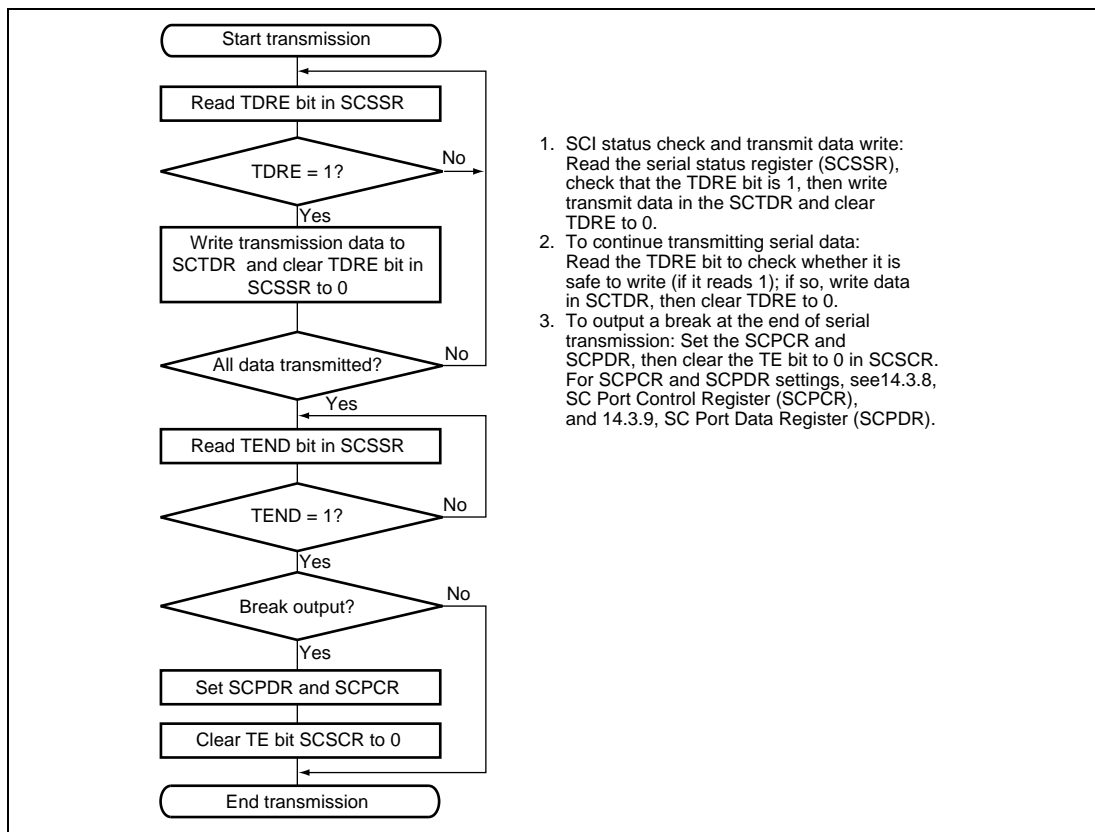 Start transmission
Read TDRE bit in SCSSR
TDRE = 1?
No
Yes
Write transmission data to
SCTDR and clear TDRE bit in
SCSSR to 0
All data transmitted?
No
Yes
Read TEND bit in SCSSR
TEND = 1?
No
Yes
Break output?
No
Yes
Set SCPDR and SCPCR
Clear TE bit SCSCR to 0
End transmission
1. SCI status check and transmit data write:
Read the serial status register (SCSSR),
check that the TDRE bit is 1, then write
transmit data in the SCTDR and clear
TDRE to 0.
2. To continue transmitting serial data:
Read the TDRE bit to check whether it is
safe to write (if it reads 1); if so, write data
in SCTDR, then clear TDRE to 0.
3. To output a break at the end of serial
transmission: Set the SCPCR and
SCPDR, then clear the TE bit to 0 in SCSCR.
For SCPCR and SCPDR settings, see14.3.8,
SC Port Control Register (SCPCR),
and 14.3.9, SC Port Data Register (SCPDR).